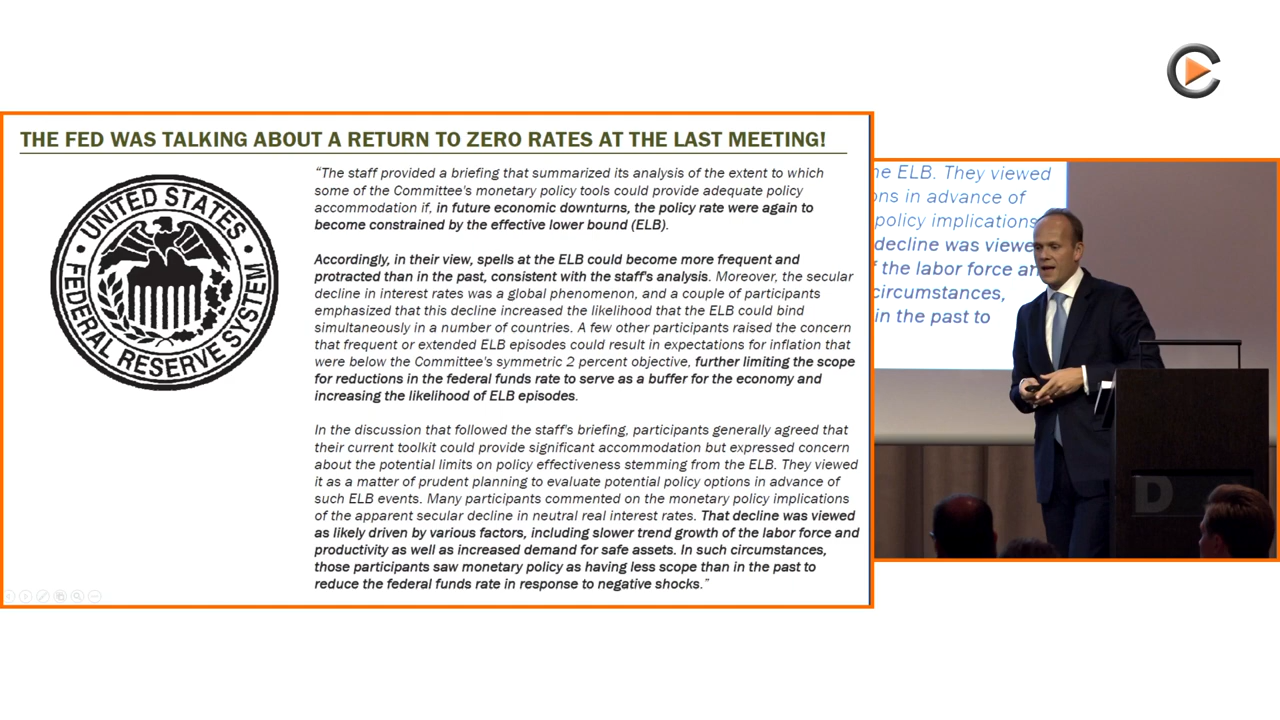 THE FED WAS TALKING ABOUT A RETURN TO ZERO RATES AT THE LAST MEETING!
UNITED STATES
FEDERAL RESERVE SYSTEM
“The staff provided a briefing that summarized its analysis of the extent to which
some of the Committee's monetary policy tools could provide adequate policy
accommodation if, in future economic downturns, the policy rate were again to
become constrained by the effective lower bound (ELB).
Accordingly, in their view, spells at the ELB could become more frequent and
protracted than in the past, consistent with the staff's analysis. Moreover, the secular
decline in interest rates was a global phenomenon, and a couple of participants
emphasized that this decline increased the likelihood that the ELB could bind
simultaneously in a number of countries. A few other participants raised the concern
that frequent or extended ELB episodes could result in expectations for inflation that
were below the Committee's symmetric 2 percent objective, further limiting the scope
for reductions in the federal funds rate to serve as a buffer for the economy and
increasing the likelihood of ELB episodes.
In the discussion that followed the staff's briefing, participants generally agreed that
their current toolkit could provide significant accommodation but expressed concern
about the potential limits on policy effectiveness stemming from the ELB. They viewed
it as a matter of prudent planning to evaluate potential policy options in advance of
such ELB events. Many participants commented on the monetary policy implications
of the apparent secular decline in neutral real interest rates. That decline was viewed
as likely driven by various factors, including slower trend growth of the labor force and
productivity as well as increased demand for safe assets. In such circumstances,
those participants saw monetary policy as having less scope than in the past to
reduce the federal funds rate in response to negative shocks.”
he ELB. They viewed
ons in advance of
policy implications
decline was viewe
f the labor force an
circumstances,
in the past to
D